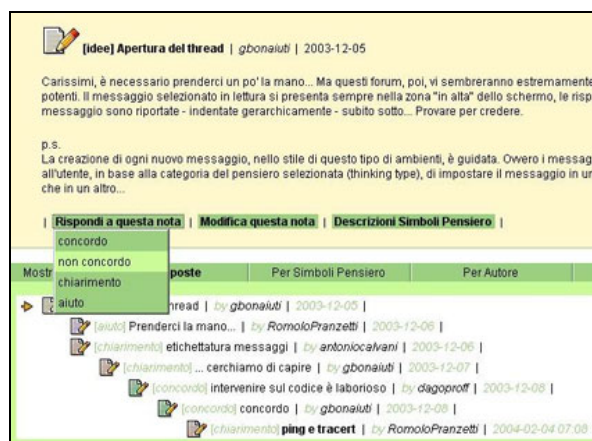 [idee] Apertura del thread | gbonaiuti | 2003-12-05
Carissimi, è necessario prenderci un po' la mano... Ma questi forum, poi, vi sembreranno estremamente
potenti. Il messaggio selezionato in lettura si presenta sempre nella zona "in alta" dello schermo, le risp
messaggio sono riportate - indentate gerarchicamente - subito sotto... Provare per credere.
p.s.
La creazione di ogni nuovo messaggio, nello stile di questo tipo di ambienti, è guidata. Ovvero i messag
all'utente, in base alla categoria del pensiero selezionata (thinking type), di impostare il messaggio in un
che in un altro...
| Rispondi a questa nota | Modifica questa nota | Descrizioni Simboli Pensiero |
concordo
non concordo
chiarimento
aiuto
Mostr poste Per Simboli Pensiero Per Autore
hread | by gbonaiuti | 2003-12-05 |
[aiuto] Prenderci la mano... | by RomoloPranzetti | 2003-12-06 |
[chiarimento] etichettatura messaggi | by antoniocalvani | 2003-12-06 |
[chiarimento] ... cerchiamo di capire | by gbonaiuti | 2003-12-07 |
[concordo] intervenire sul codice è laborioso | by dagoproff | 2003-12-08 |
[concordo] concordo | by gbonaiuti | 2003-12-08 |
[chiarimento] ping e tracert | by RomoloPranzetti | 2004-02-04 07:08